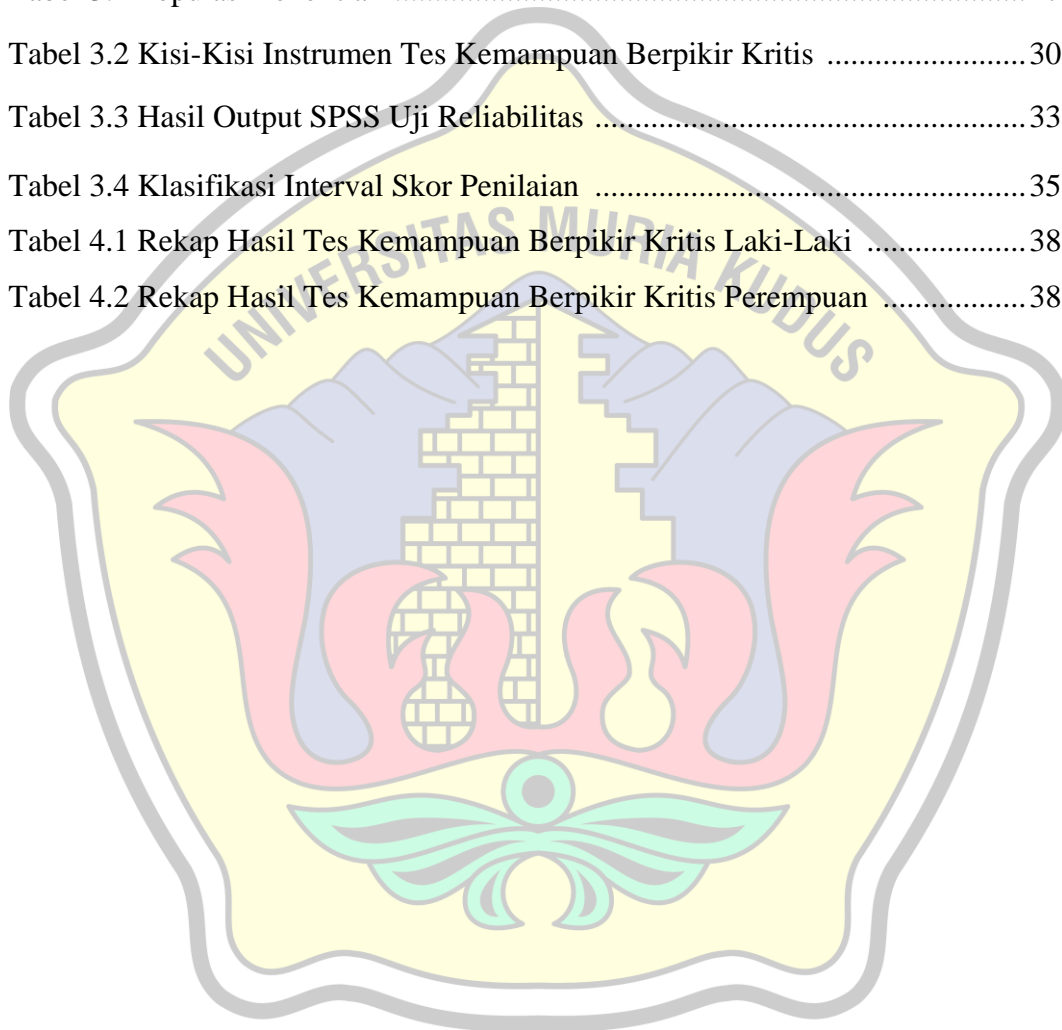 Tabel 3.2 Kisi-Kisi Instrumen Tes Kemampuan Berpikir Kritis ....................... 30
Tabel 3.3 Hasil Output SPSS Uji Reliabilitas .................................................. 33
Tabel 3.4 Klasifikasi Interval Skor Penilaian .................................................. 35
Tabel 4.1 Rekap Hasil Tes Kemampuan Berpikir Kritis Laki-Laki .................. 38
Tabel 4.2 Rekap Hasil Tes Kemampuan Berpikir Kritis Perempuan ................ 38
UNIVERSITAS MURIA KUDUS